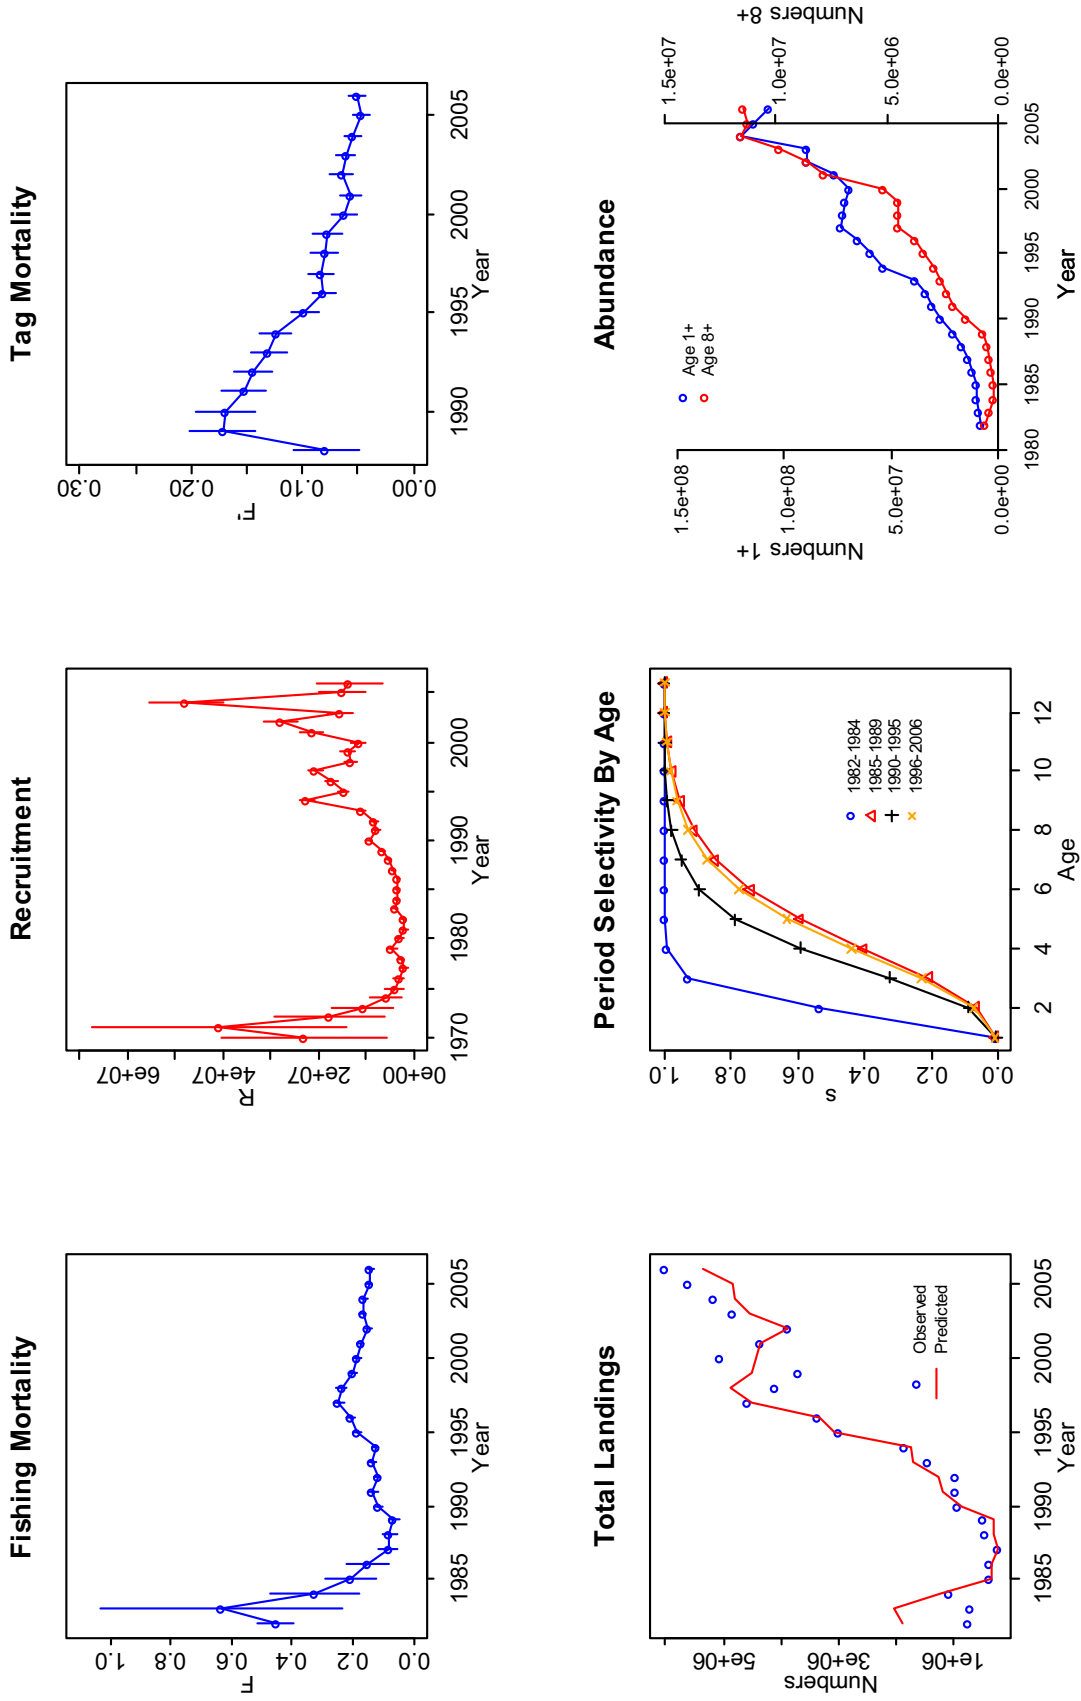 Fishing Mortality
F
0.0 0.2 0.4 0.6 1.0
1985 1990 1995 2000 2005
Year
Recruitment
R
0e+00 2e+07 4e+07 6e+07
1970 1980 1990 2000
Year
Tag Mortality
F'
0.00 0.10 0.20 0.30
1990 1995 2000 2005
Year
Total Landings
Numbers
1e+06 3e+06 5e+06
Observed
Predicted
1985 1990 1995 2000 2005
Year
Period Selectivity By Age
s
0.0 0.2 0.4 0.6 0.8 1.0
1982-1984
1985-1989
1990-1995
1996-2006
2 4 6 8 10 12
Age
Abundance
Numbers 1+
0.0e+00 5.0e+07 1.0e+08 1.5e+08
Age 1+
Age 8+
1980 1985 1990 1995 2000 2005
Year
0.0e+00 5.0e+06 1.0e+07 1.5e+07
Numbers 8+